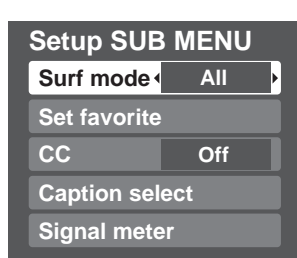 Setup SUB MENU
Surf mode All
Set favorite
CC Off
Caption select
Signal meter